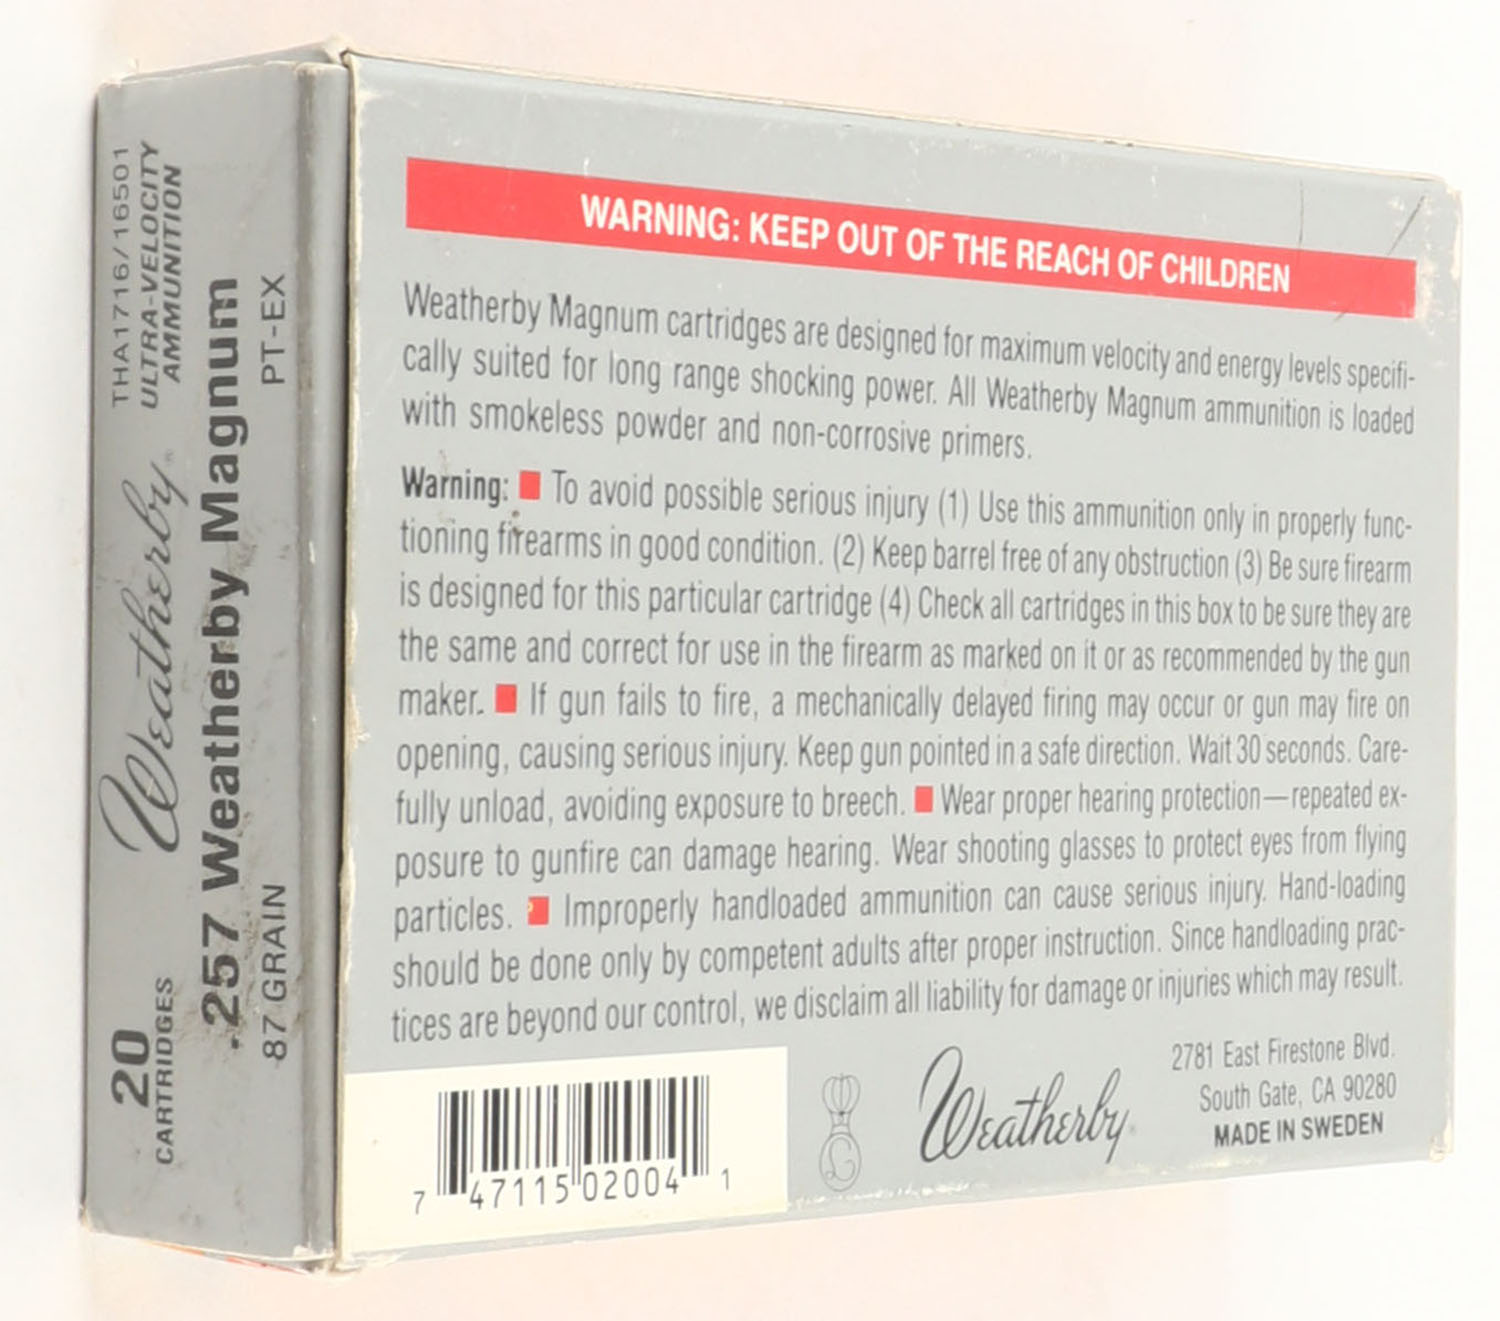 THA1716/16501
ULTRA-VELOCITY
AMMUNITION
Weatherby
20
CARTRIDGES
.257 Weatherby Magnum
87 GRAIN PT-EX
WARNING: KEEP OUT OF THE REACH OF CHILDREN
Weatherby Magnum cartridges are designed for maximum velocity and energy levels specifi-
cally suited for long range shocking power. All Weatherby Magnum ammunition is loaded
with smokeless powder and non-corrosive primers.
Warning: ■ To avoid possible serious injury (1) Use this ammunition only in properly func-
tioning firearms in good condition. (2) Keep barrel free of any obstruction (3) Be sure firearm
is designed for this particular cartridge (4) Check all cartridges in this box to be sure they are
the same and correct for use in the firearm as marked on it or as recommended by the gun
maker. ■ If gun fails to fire, a mechanically delayed firing may occur or gun may fire on
opening, causing serious injury. Keep gun pointed in a safe direction. Wait 30 seconds. Care-
fully unload, avoiding exposure to breech. ■ Wear proper hearing protection—repeated ex-
posure to gunfire can damage hearing. Wear shooting glasses to protect eyes from flying
particles. ■ Improperly handloaded ammunition can cause serious injury. Hand-loading
should be done only by competent adults after proper instruction. Since handloading prac-
tices are beyond our control, we disclaim all liability for damage or injuries which may result.
7 47115 02004 1
Weatherby
2781 East Firestone Blvd.
South Gate, CA 90280
MADE IN SWEDEN